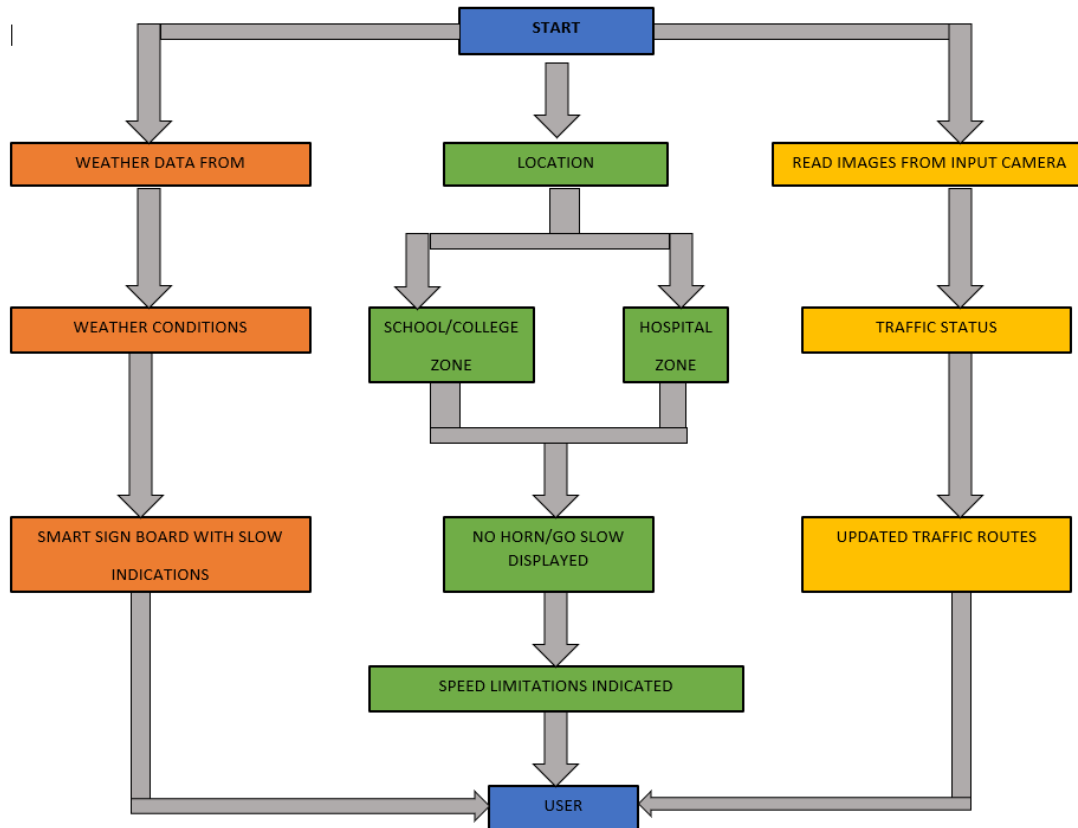 START
WEATHER DATA FROM
LOCATION
READ IMAGES FROM INPUT CAMERA
WEATHER CONDITIONS
SCHOOL/COLLEGE
ZONE
HOSPITAL
ZONE
TRAFFIC STATUS
SMART SIGN BOARD WITH SLOW
INDICATIONS
NO HORN/GO SLOW
DISPLAYED
UPDATED TRAFFIC ROUTES
SPEED LIMITATIONS INDICATED
USER